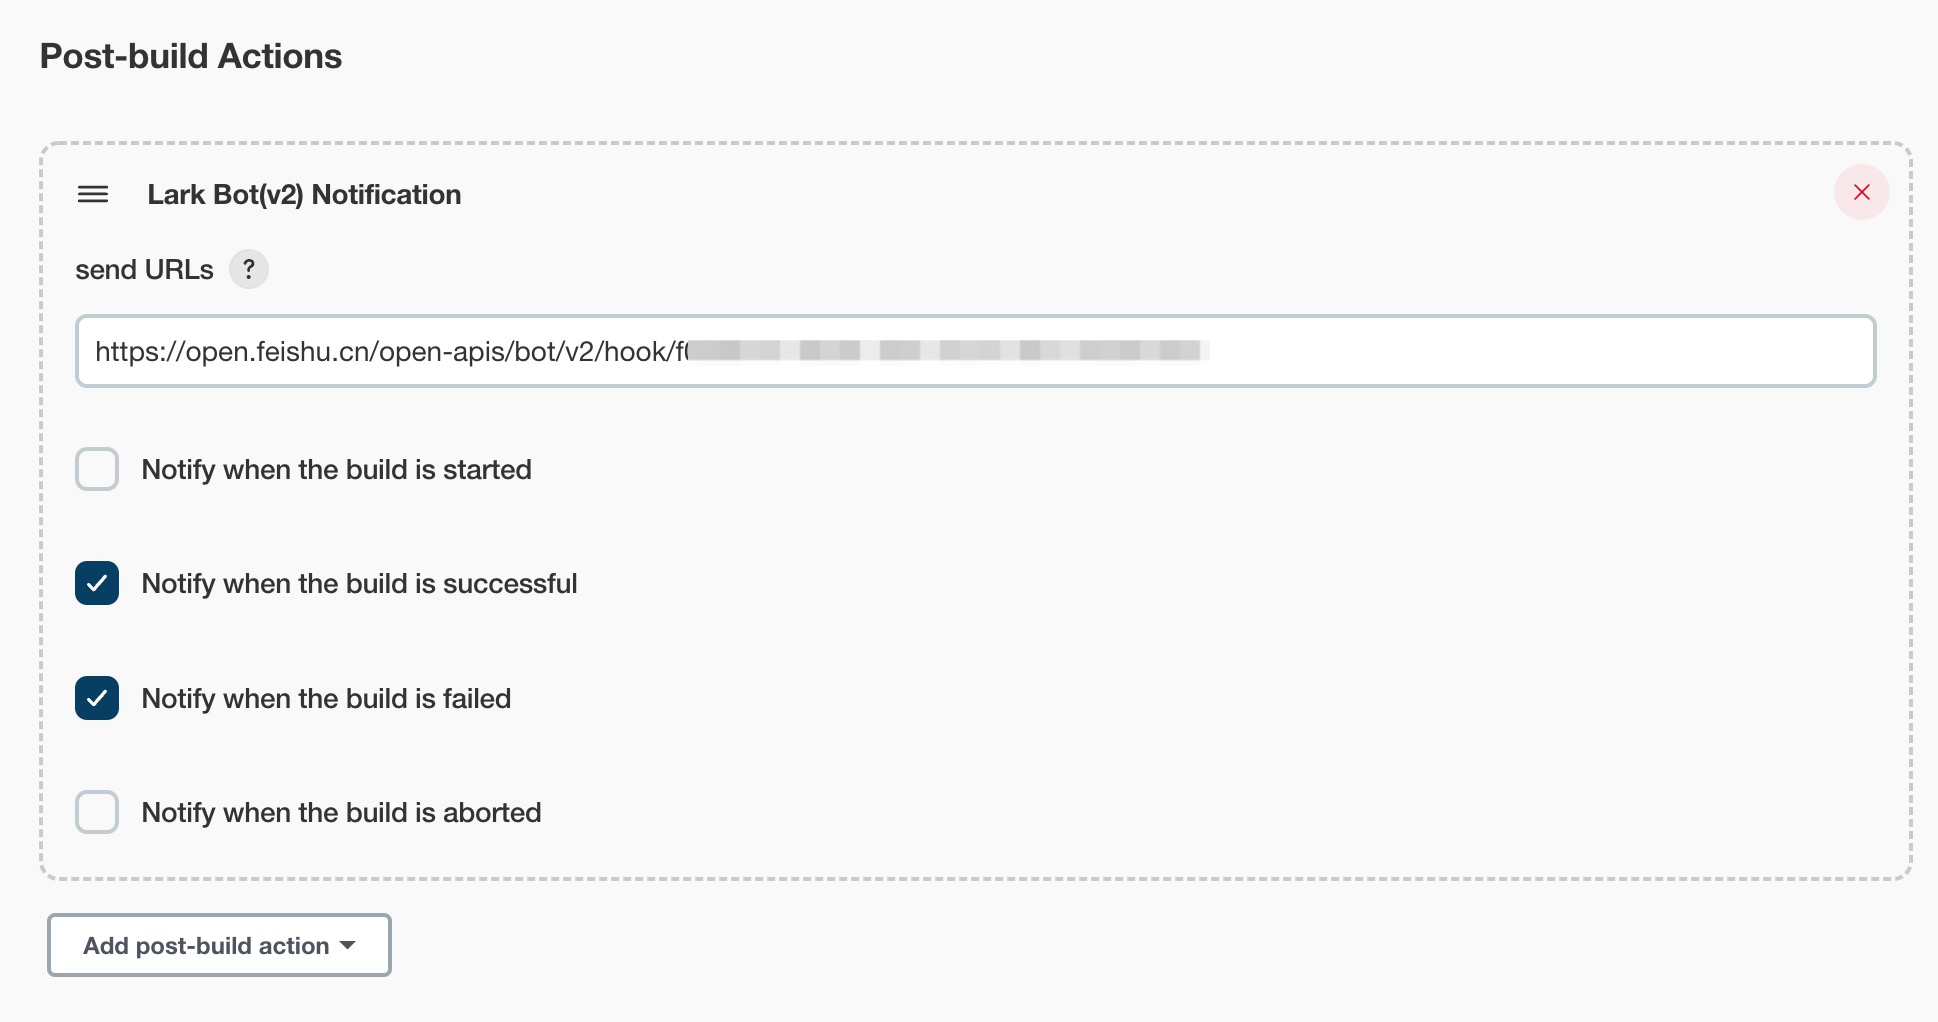 Post-build Actions
Lark Bot(v2) Notification
send URLs ?
https://open.feishu.cn/open-apis/bot/v2/hook/f
Notify when the build is started
Notify when the build is successful
Notify when the build is failed
Notify when the build is aborted
Add post-build action